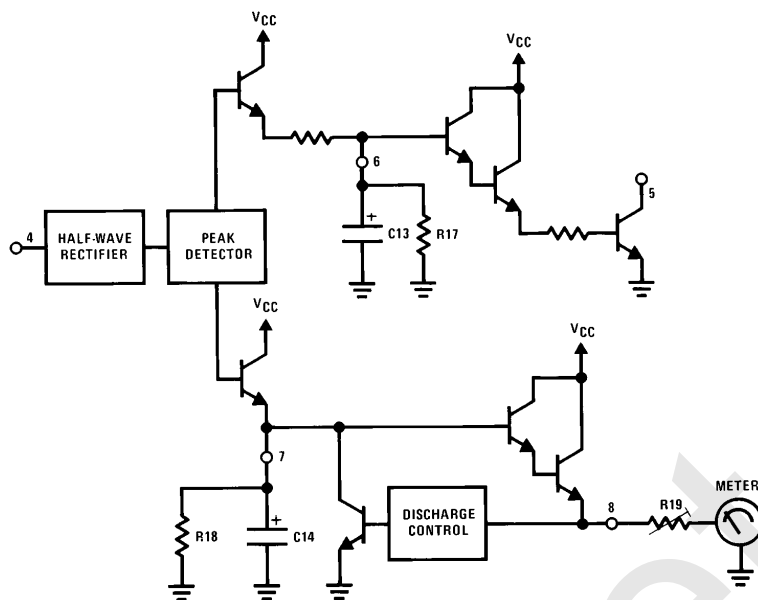 VCC
VCC
6
5
+
C13
R17
4
HALF-WAVE
RECTIFIER
PEAK
DETECTOR
VCC
VCC
7
R18
+
C14
DISCHARGE
CONTROL
8
R19
METER